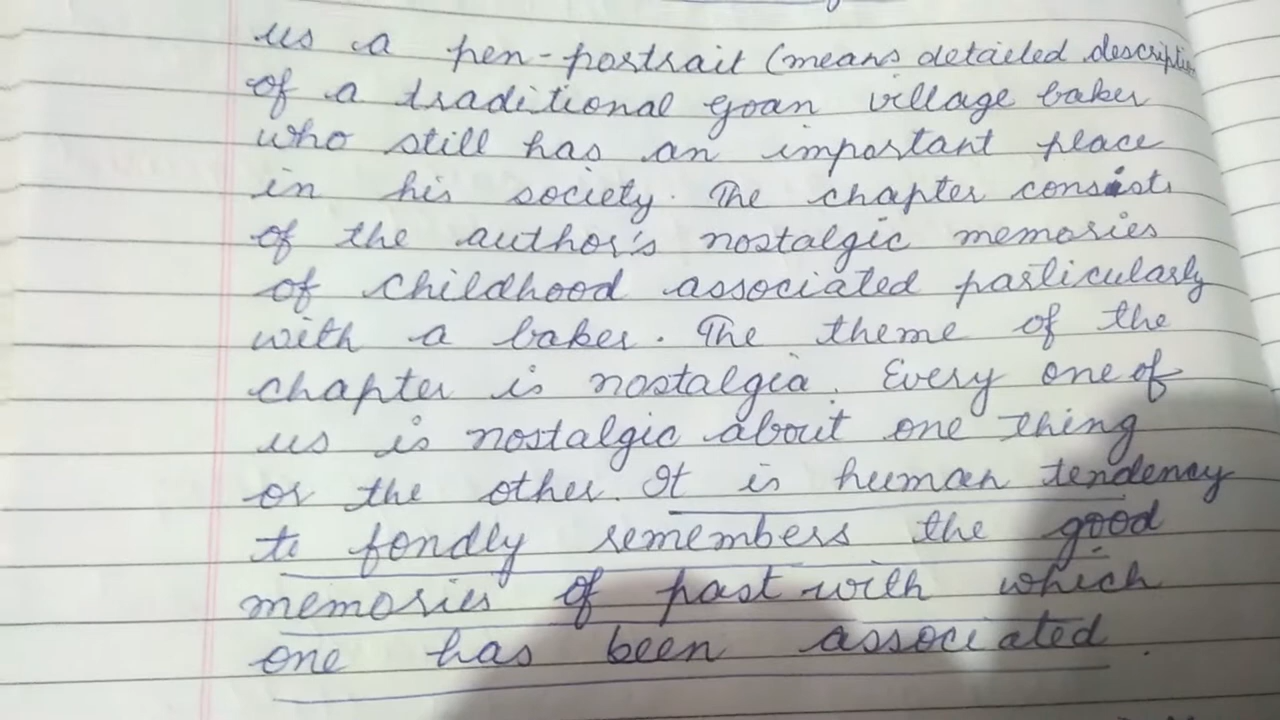 us a pen-portrait (means detailed description
of a traditional goan village baker
who still has an important place
in his society. The chapter consists
of the author's nostalgic memories
of childhood associated particularly
with a baker. The theme of the
chapter is nostalgia. Every one of
us is nostalgic about one thing
or the other. It is human tendency
to fondly remembers the good
memories of past with which
one has been associated.